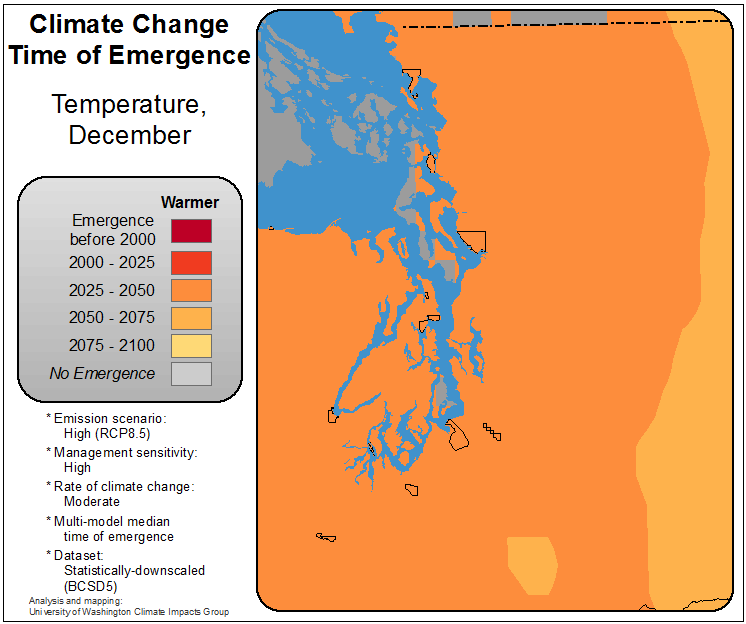 Climate Change
Time of Emergence
Temperature,
December
Warmer
Emergence
before 2000
2000 - 2025
2025 - 2050
2050 - 2075
2075 - 2100
No Emergence
* Emission scenario:
High (RCP8.5)
* Management sensitivity:
High
* Rate of climate change:
Moderate
* Multi-model median
time of emergence
* Dataset:
Statistically-downscaled
(BCSD5)
Analysis and mapping:
University of Washington Climate Impacts Group